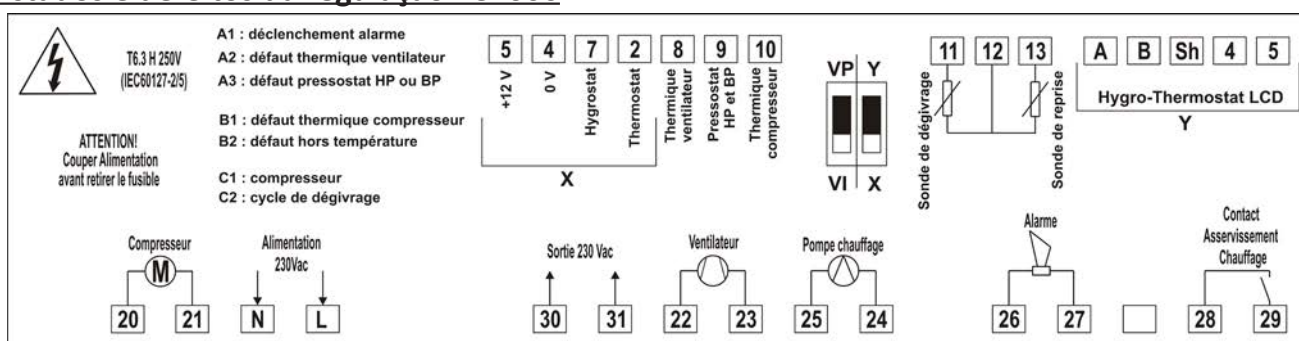 T6.3 H 250V
(IEC60127-2/5)
ATTENTION!
Couper Alimentation
avant retirer le fusible
A1 : déclenchement alarme
A2 : défaut thermique ventilateur
A3 : défaut pressostat HP ou BP
B1 : défaut thermique compresseur
B2 : défaut hors température
C1 : compresseur
C2 : cycle de dégivrage
5 4 7 2 8 9 10
+12 V
0 V
Hygrostat
Thermostat
Thermique
ventilateur
Pressostat
HP et BP
Thermique
compresseur
X
VP Y
VI X
11 12 13
Sonde de dégivrage
Sonde de reprise
A B Sh 4 5
Hygro-Thermostat LCD
Y
Compresseur
M
20 21
Alimentation
230Vac
N L
Sortie 230 Vac
30 31
Ventilateur
22 23
Pompe chauffage
25 24
Alarme
26 27
Contact
Asservissement
Chauffage
28 29